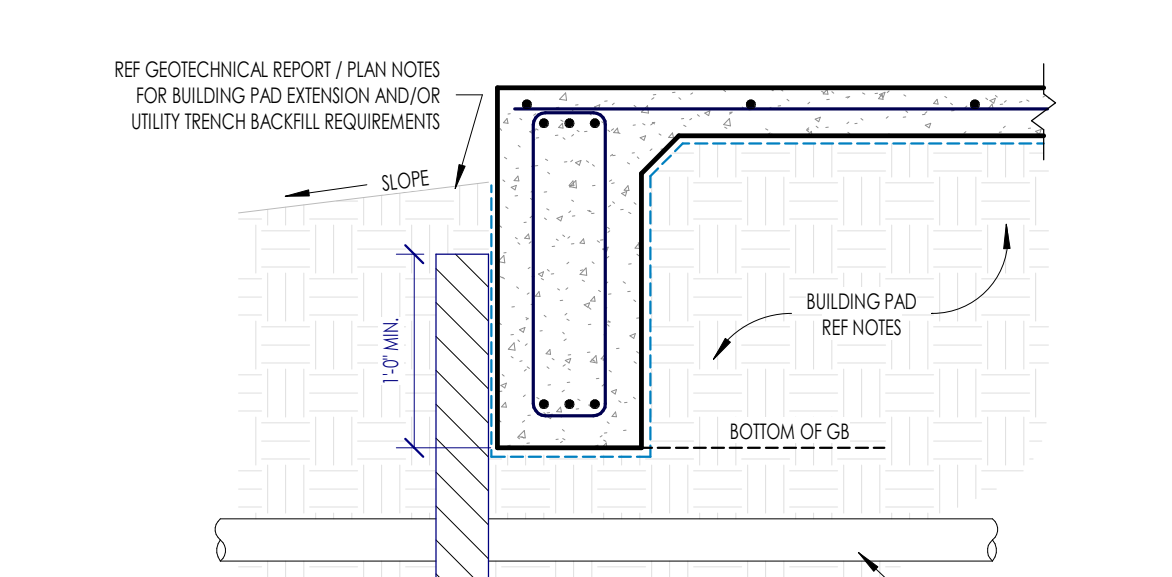 REF GEOTECHNICAL REPORT / PLAN NOTES
FOR BUILDING PAD EXTENSION AND/OR
UTILITY TRENCH BACKFILL REQUIREMENTS
SLOPE
1'-0" MIN.
BUILDING PAD
REF NOTES
BOTTOM OF GB